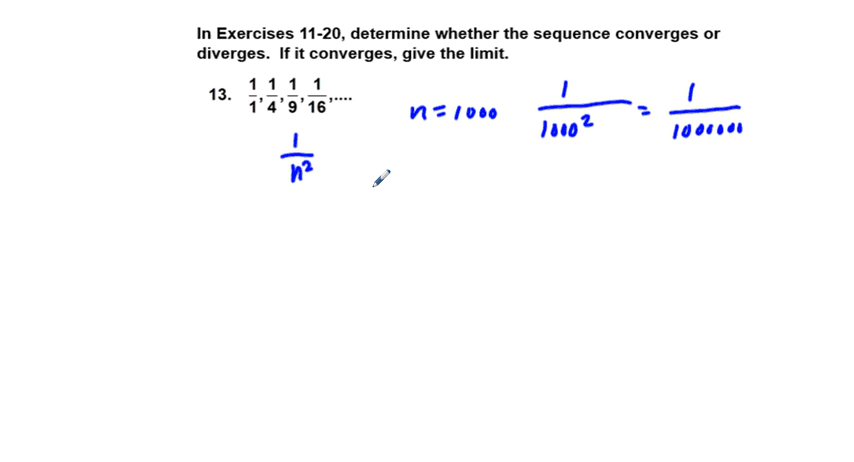 In Exercises 11-20, determine whether the sequence converges or
diverges. If it converges, give the limit.
13. 1/1, 1/4, 1/9, 1/16, .... n = 1000 1/1000² = 1/1000000
1/n²